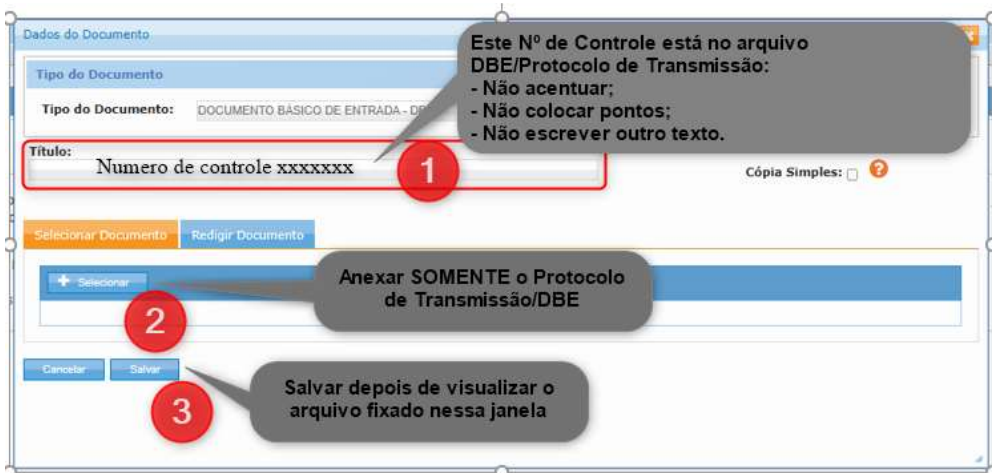 Dados do Documento
Este Nº de Controle está no arquivo
DBE/Protocolo de Transmissão:
- Não acentuar;
- Não colocar pontos;
- Não escrever outro texto.
Tipo do Documento
Tipo do Documento:
DOCUMENTO BÁSICO DE ENTRADA - DB
Título:
Numero de controle xxxxxxx
1
Cópia Simples:
?
Selecionar Documento
Redigir Documento
+ Selecionar
Anexar SOMENTE o Protocolo
de Transmissão/DBE
2
Cancelar
Salvar
Salvar depois de visualizar o
arquivo fixado nessa janela
3